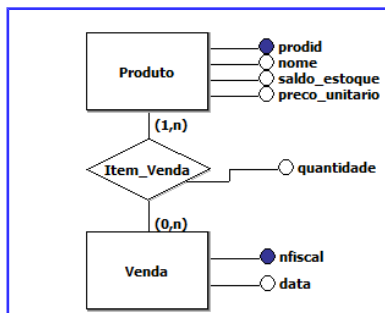 prodid
nome
Produto
saldo_estoque
preco_unitario
(1,n)
Item_Venda
quantidade
(0,n)
nfiscal
Venda
data